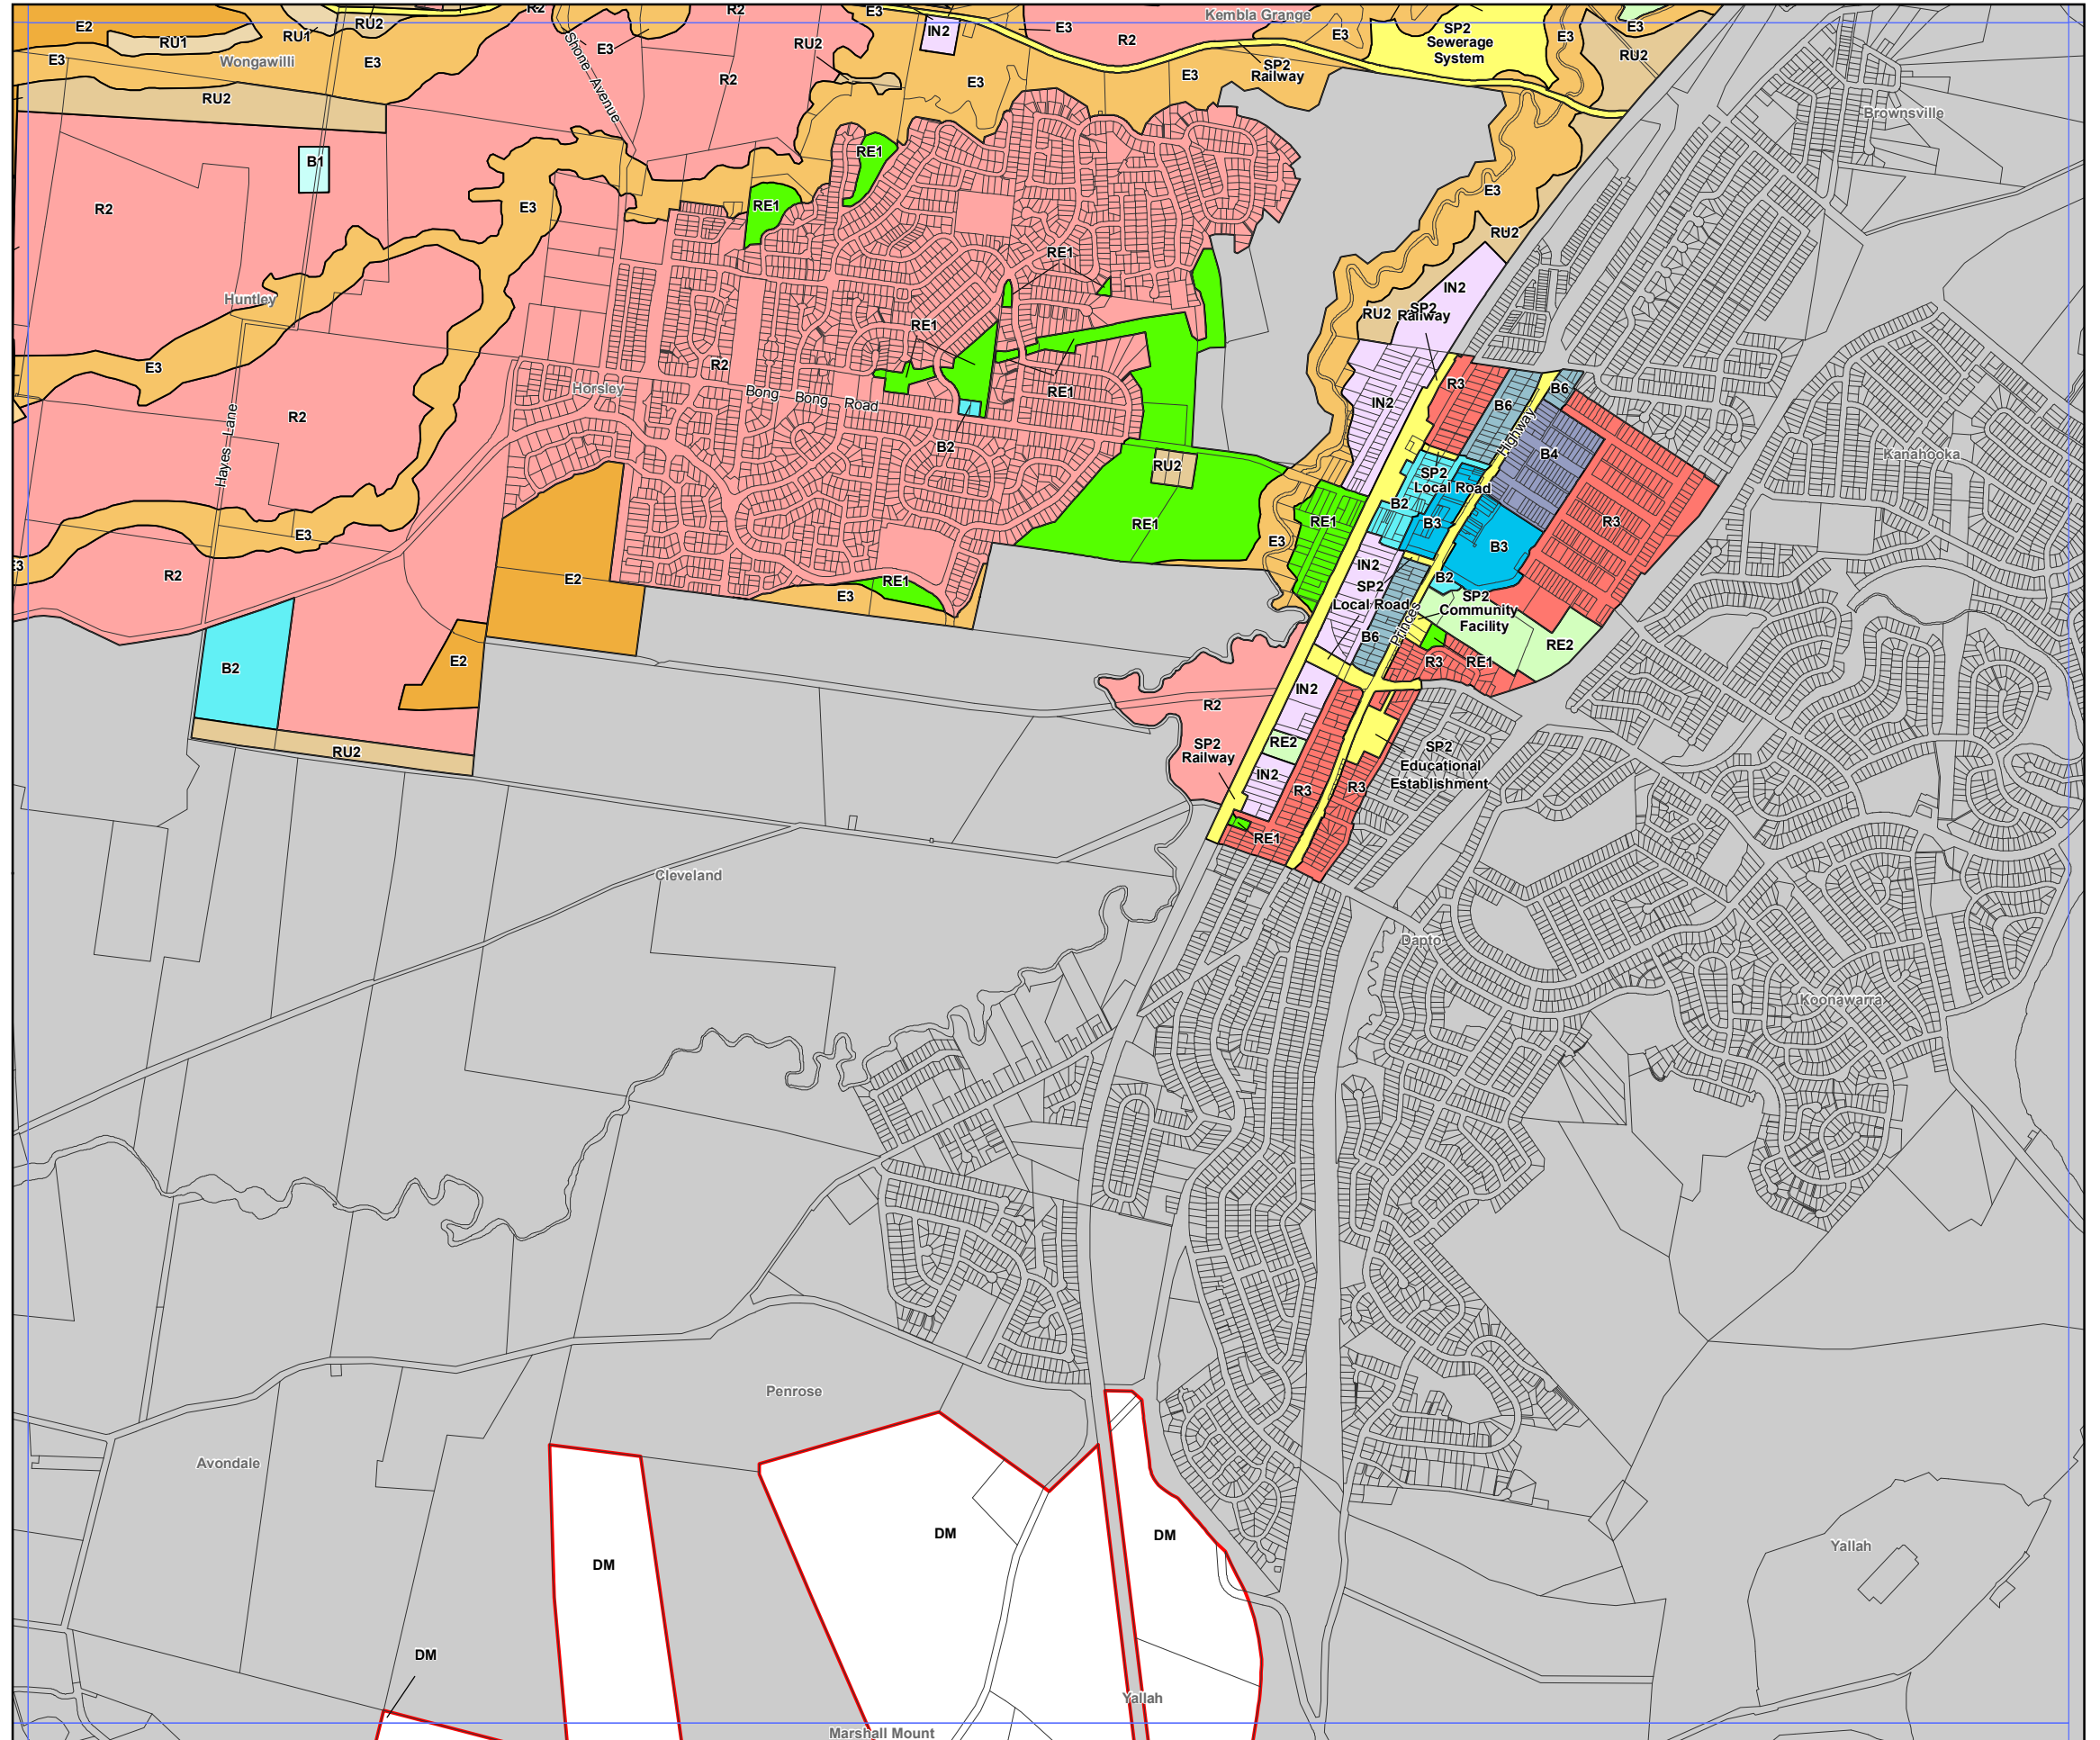 E2
RU1
RU1
RU2
R2
R2
E3
IN2
E3
Kembla Grange
SP2
Sewerage
System
E3
E3
E3
Wongawilli
E3
Shone Avenue
E3
RU2
R2
E3
RU2
R2
E3
E3
SP2
Railway
RU2
Brownsville
B1
RE1
R2
E3
RE1
E3
RU2
RE1
Huntley
IN2
RU2
SP2
Railway
RE1
E3
R2
Horsley
Bong Bong Road
RE1
R3
B6
B6
IN2
R2
Hayes Lane
B2
Highway
B4
Kanahooka
RU2
SP2
Local Road
B2
RE1
RE1
B3
R3
E3
E3
B3
E3
R2
E2
RE1
E3
IN2
B2
SP2
Local Road
SP2
Community
Facility
Princes
B6
RE2
B2
E2
R3
RE1
IN2
R2
RU2
SP2
Railway
RE2
SP2
Educational
Establishment
IN2
R3
R3
RE1
Cleveland
Dapto
Koonawarra
Penrose
Avondale
DM
DM
DM
Yallah
DM
Yallah
Marshall Mount